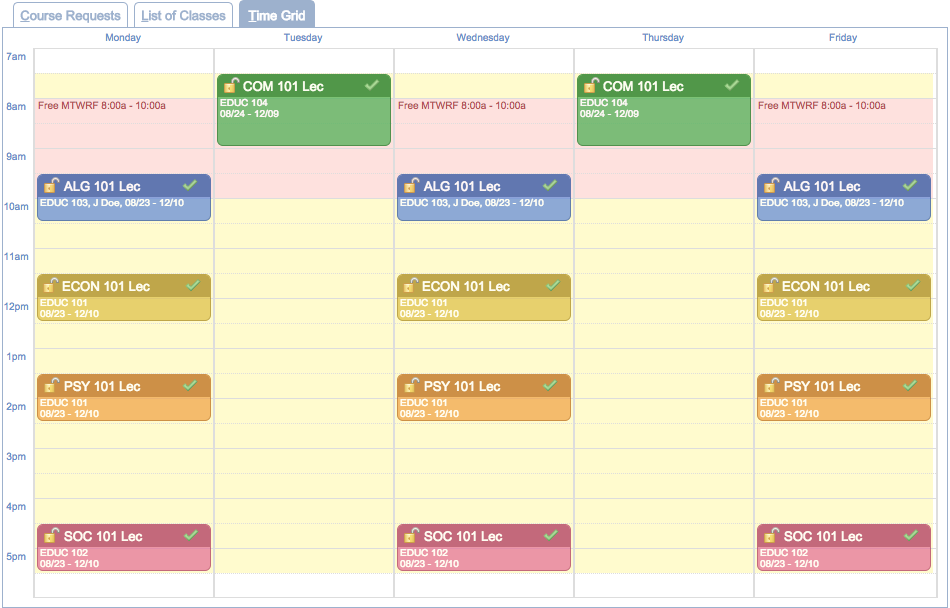 Course Requests
List of Classes
Time Grid
Monday
Tuesday
Wednesday
Thursday
Friday
7am
8am
9am
10am
11am
12pm
1pm
2pm
3pm
4pm
5pm
Free MTWRF 8:00a - 10:00a
ALG 101 Lec
EDUC 103, J Doe, 08/23 - 12/10
ECON 101 Lec
EDUC 101
08/23 - 12/10
PSY 101 Lec
EDUC 101
08/23 - 12/10
SOC 101 Lec
EDUC 102
08/23 - 12/10
COM 101 Lec
EDUC 104
08/24 - 12/09
Free MTWRF 8:00a - 10:00a
ALG 101 Lec
EDUC 103, J Doe, 08/23 - 12/10
ECON 101 Lec
EDUC 101
08/23 - 12/10
PSY 101 Lec
EDUC 101
08/23 - 12/10
SOC 101 Lec
EDUC 102
08/23 - 12/10
COM 101 Lec
EDUC 104
08/24 - 12/09
Free MTWRF 8:00a - 10:00a
ALG 101 Lec
EDUC 103, J Doe, 08/23 - 12/10
ECON 101 Lec
EDUC 101
08/23 - 12/10
PSY 101 Lec
EDUC 101
08/23 - 12/10
SOC 101 Lec
EDUC 102
08/23 - 12/10